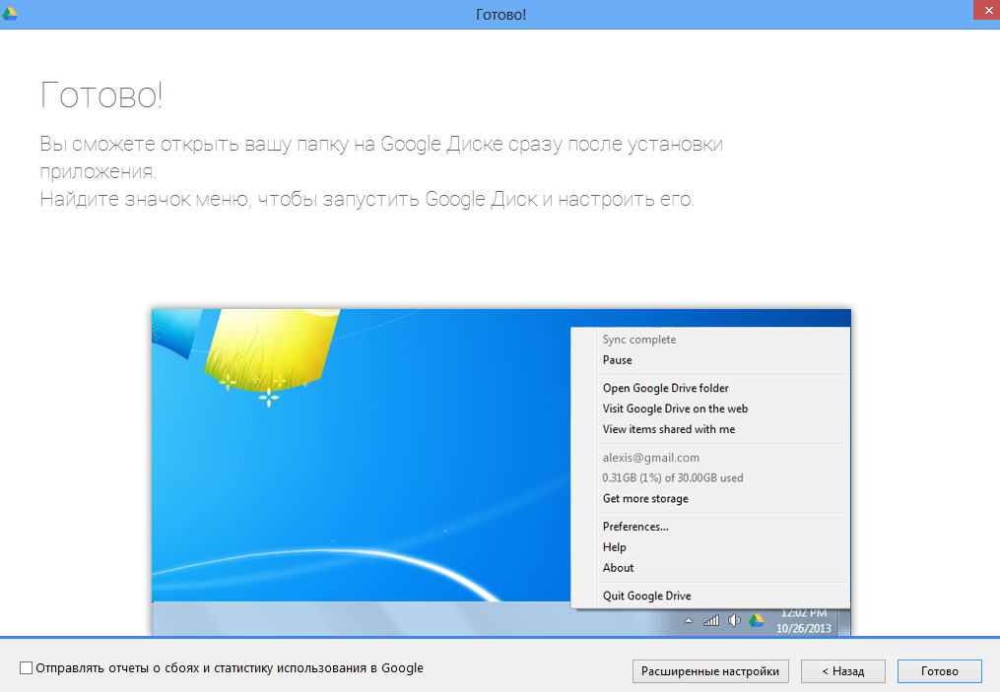 Готово!
Готово!
Вы сможете открыть вашу папку на Google Диске сразу после установки
приложения.
Найдите значок меню, чтобы запустить Google Диск и настроить его.
Sync complete
Pause
Open Google Drive folder
Visit Google Drive on the web
View items shared with me
alexis@gmail.com
0.31GB (1%) of 30.00GB used
Get more storage
Preferences...
Help
About
Quit Google Drive
12:02 PM
10/26/2013
Отправлять отчеты о сбоях и статистику использования в Google
Расширенные настройки
< Назад
Готово